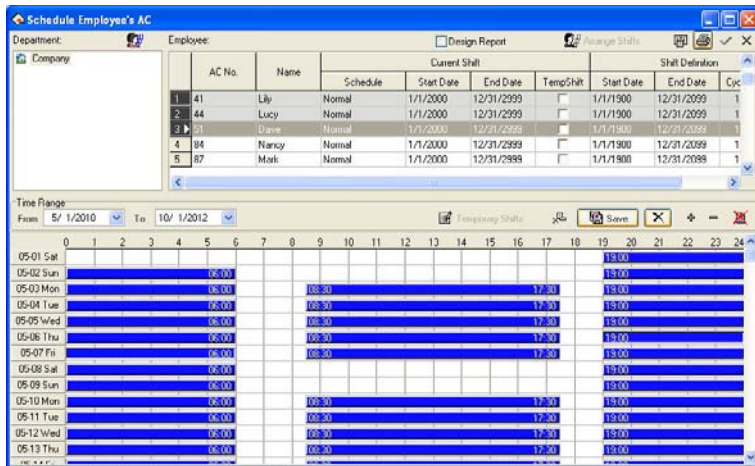 Schedule Employee's AC
Department: Employee: Design Report Arrange Shifts
Company
Current Shift Shift Definition
AC No. Name Schedule Start Date End Date TempShift Start Date End Date Cyc
1 41 Lily Normal 1/1/2000 12/31/2999 1/1/1900 12/31/2099 1
2 44 Lucy Normal 1/1/2000 12/31/2999 1/1/1900 12/31/2099 1
3 51 Dave Normal 1/1/2000 12/31/2999 1/1/1900 12/31/2099 1
4 84 Nancy Normal 1/1/2000 12/31/2999 1/1/1900 12/31/2099 1
5 87 Mark Normal 1/1/2000 12/31/2999 1/1/1900 12/31/2099 1
Time Range
From 5/ 1/2010 To 10/ 1/2012 Temporary Shifts Save
0 1 2 3 4 5 6 7 8 9 10 11 12 13 14 15 16 17 18 19 20 21 22 23 24
05-01 Sat 19:00
05-02 Sun 06:00 19:00
05-03 Mon 06:00 08:30 17:30 19:00
05-04 Tue 06:00 08:30 17:30 19:00
05-05 Wed 06:00 08:30 17:30 19:00
05-06 Thu 06:00 08:30 17:30 19:00
05-07 Fri 06:00 08:30 17:30 19:00
05-08 Sat 06:00 19:00
05-09 Sun 06:00 19:00
05-10 Mon 06:00 08:30 17:30 19:00
05-11 Tue 06:00 08:30 17:30 19:00
05-12 Wed 06:00 08:30 17:30 19:00
05-13 Thu 06:00 08:30 17:30 19:00